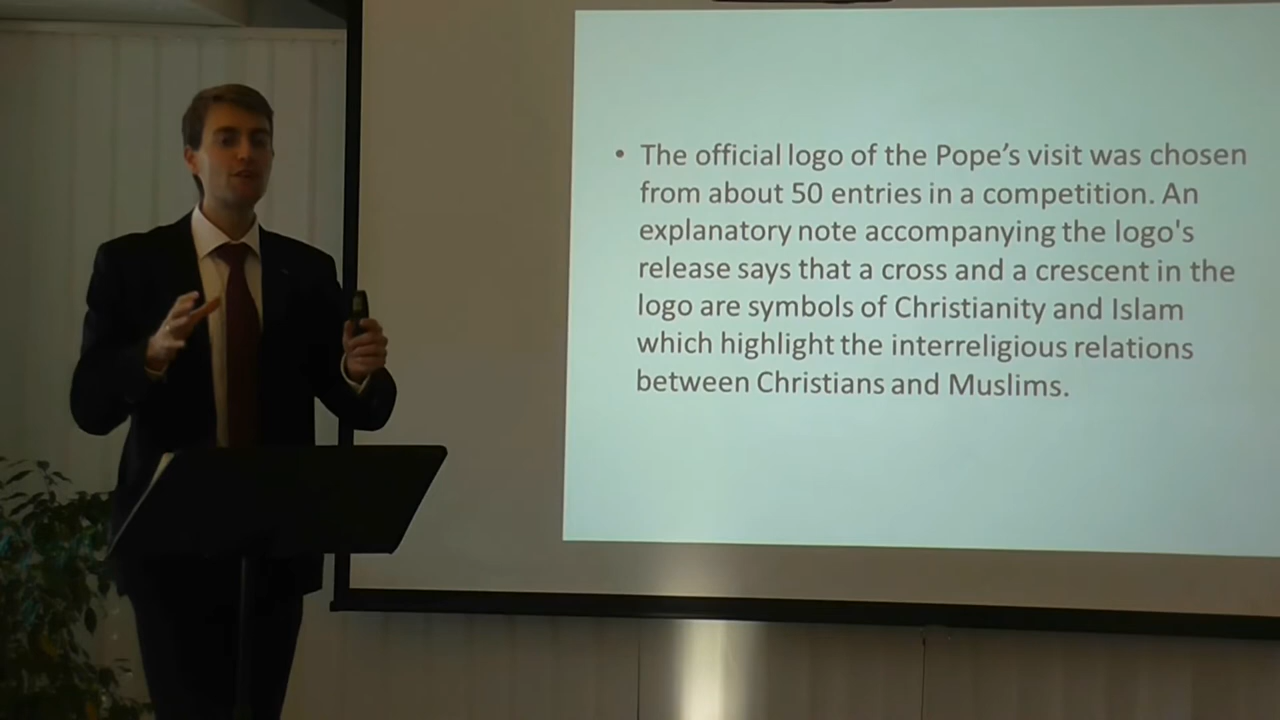 • The official logo of the Pope’s visit was chosen
from about 50 entries in a competition. An
explanatory note accompanying the logo's
release says that a cross and a crescent in the
logo are symbols of Christianity and Islam
which highlight the interreligious relations
between Christians and Muslims.